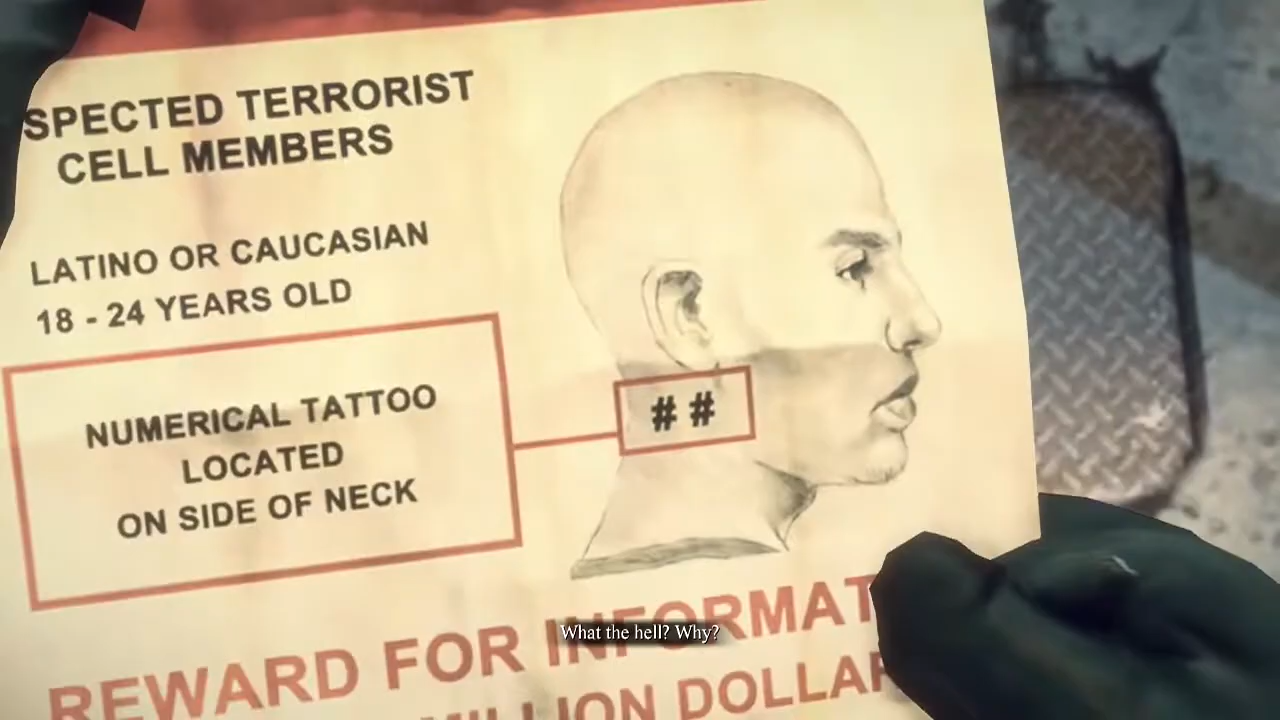 SPECTED TERRORIST
CELL MEMBERS
LATINO OR CAUCASIAN
18 - 24 YEARS OLD
NUMERICAL TATTOO
LOCATED
ON SIDE OF NECK
# #
REWARD FOR INFORMAT
MILLION DOLLAR
What the hell? Why?